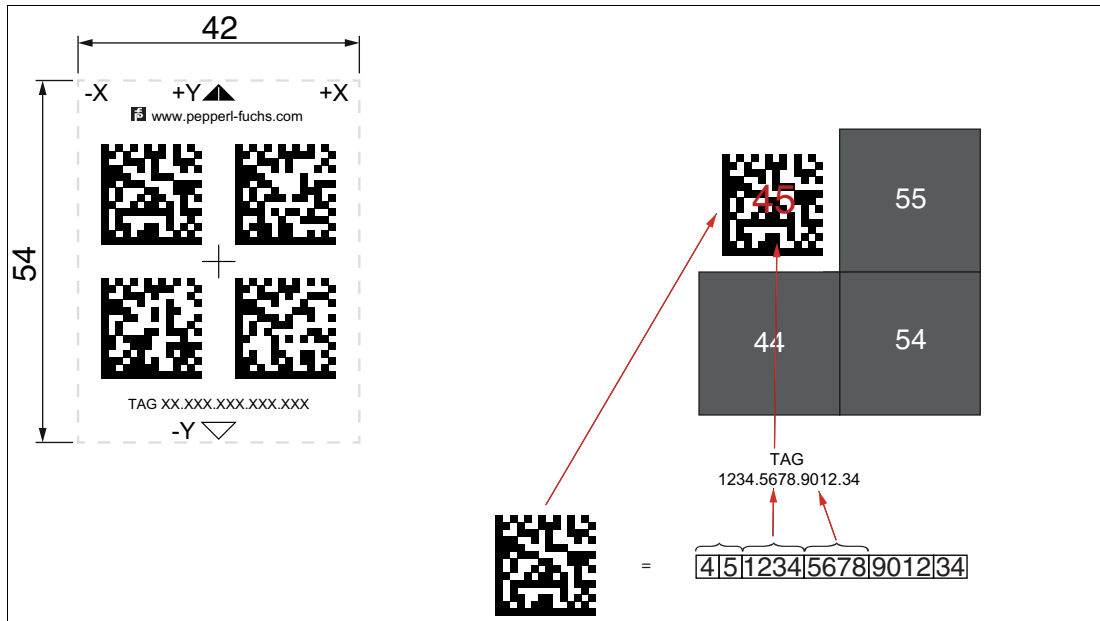 42
-X +Y +X
www.pepperl-fuchs.com
54
TAG XX.XXX.XXX.XXX.XXX
-Y
45
55
44
54
TAG
1234.5678.9012.34
= 4 5 1234 5678 9012 34